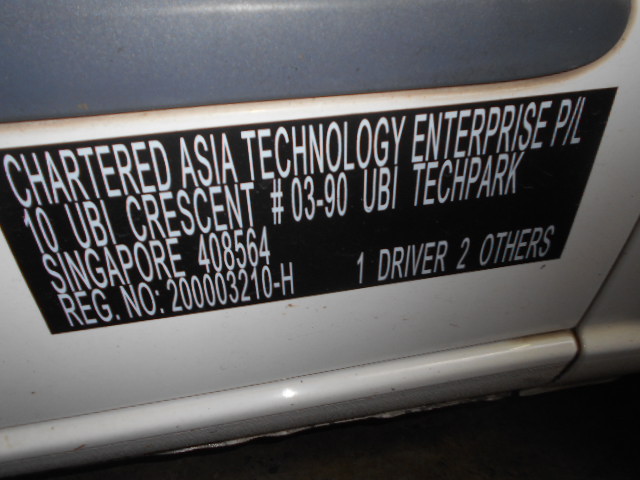 CHARTERED ASIA TECHNOLOGY ENTERPRISE P/L
10 UBI CRESCENT # 03-90 UBI TECHPARK
SINGAPORE 408564
REG. NO: 200003210-H 1 DRIVER 2 OTHERS